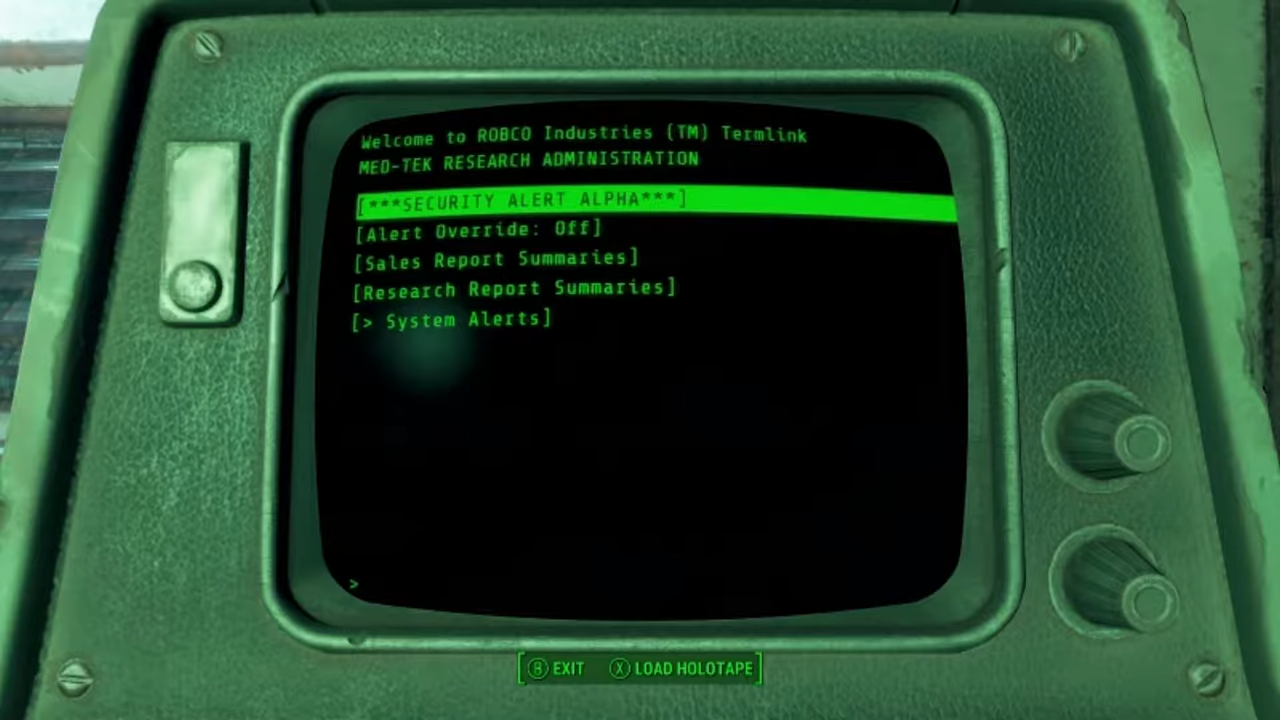 Welcome to ROBCO Industries (TM) Termlink
MED-TEK RESEARCH ADMINISTRATION
[***SECURITY ALERT ALPHA***]
[Alert Override: Off]
[Sales Report Summaries]
[Research Report Summaries]
[> System Alerts]
>
[Ⓑ EXIT Ⓧ LOAD HOLOTAPE]